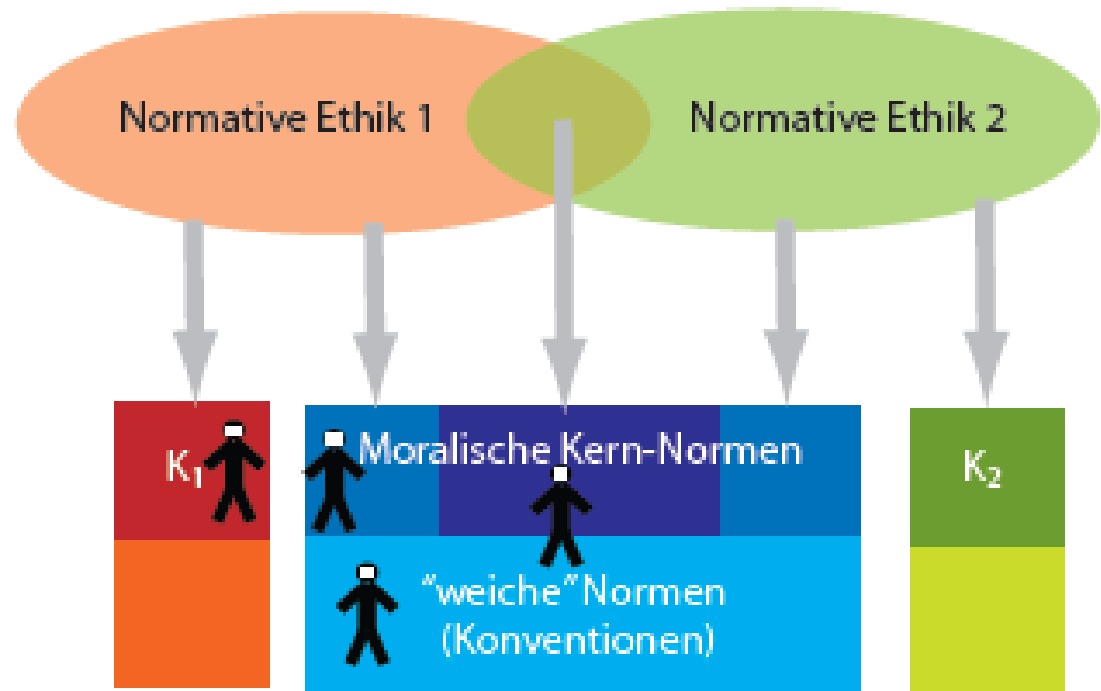 Normative Ethik 1
Normative Ethik 2
K₁
Moralische Kern-Normen
K₂
"weiche" Normen
(Konventionen)